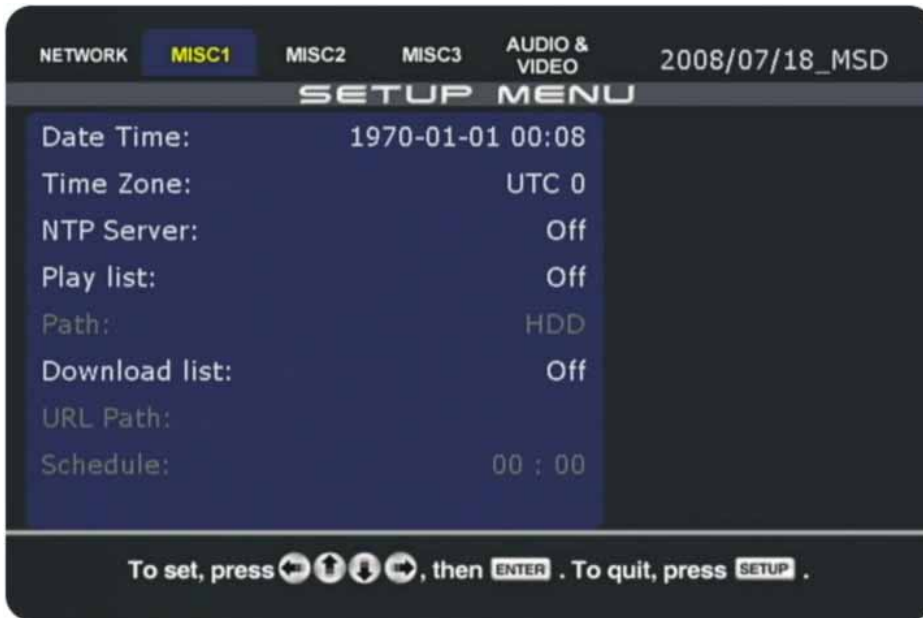 NETWORK MISC1 MISC2 MISC3 AUDIO & VIDEO 2008/07/18_MSD
SETUP MENU
Date Time: 1970-01-01 00:08
Time Zone: UTC 0
NTP Server: Off
Play list: Off
Path: HDD
Download list: Off
URL Path:
Schedule: 00 : 00
To set, press , then ENTER . To quit, press SETUP .